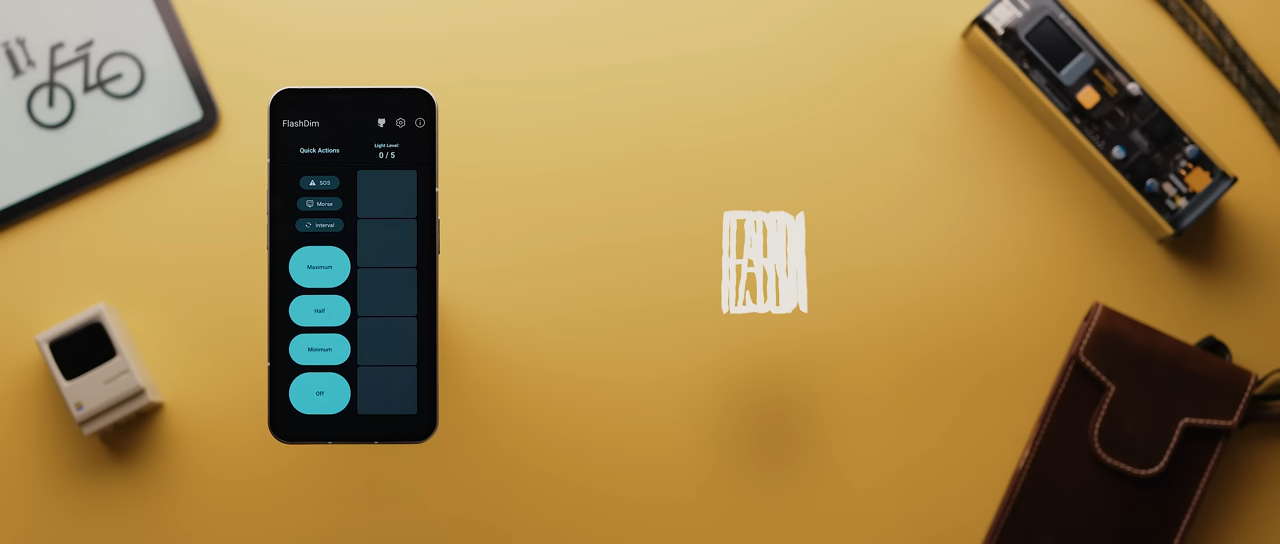 FlashDim
Quick Actions
Light Level
0 / 5
SOS
Morse
Interval
Maximum
Half
Minimum
Off